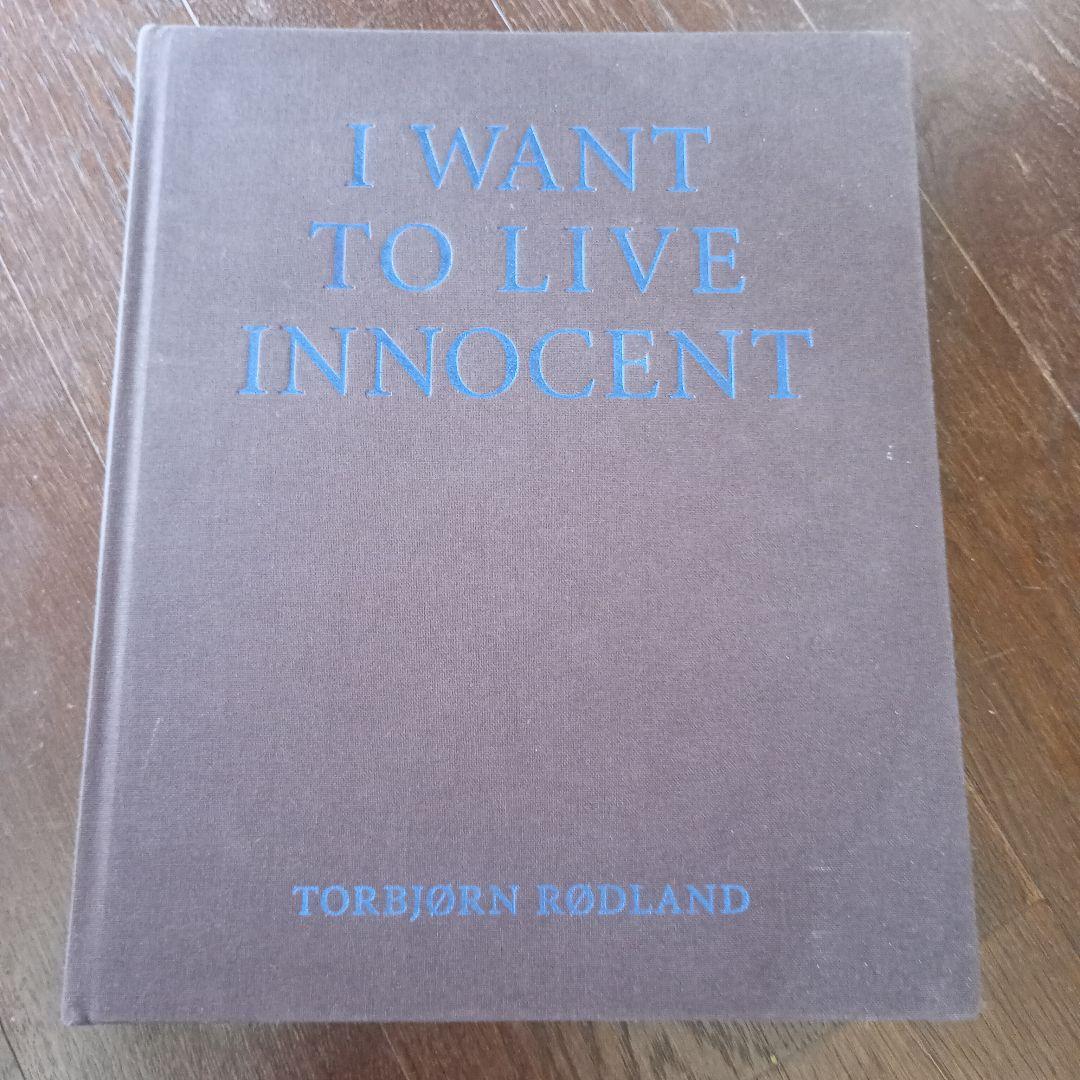 I WANT
TO LIVE
INNOCENT
TORBJØRN RØDLAND